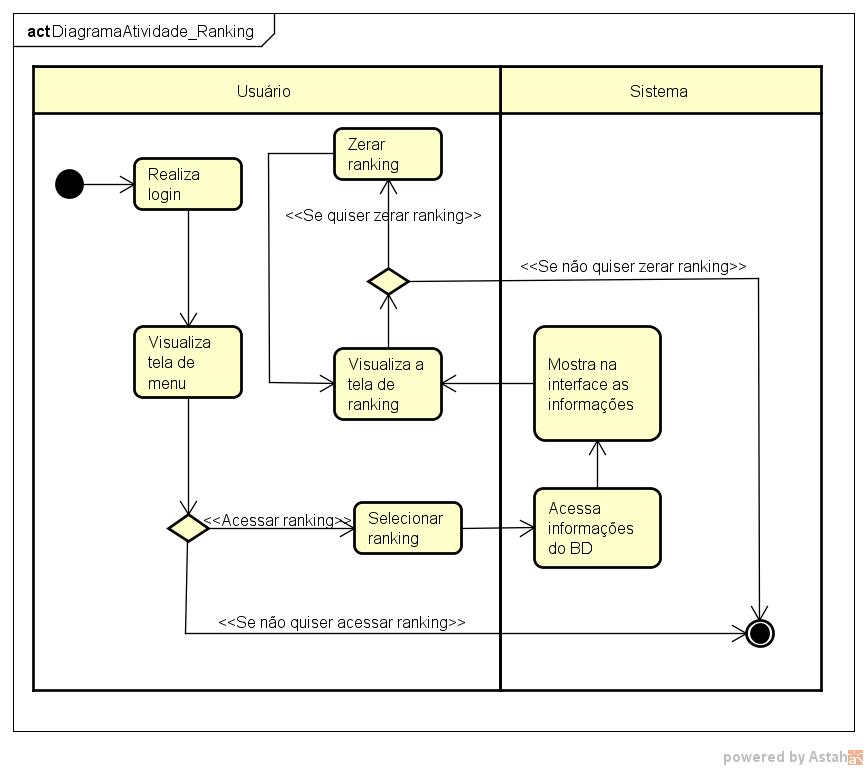 act DiagramaAtividade_Ranking
Usuário
Sistema
Realiza
login
Zerar
ranking
<<Se quiser zerar ranking>>
<<Se não quiser zerar ranking>>
Visualiza
tela de
menu
Visualiza a
tela de
ranking
Mostra na
interface as
informações
<<Acessar ranking>>
Selecionar
ranking
Acessa
informações
do BD
<<Se não quiser acessar ranking>>
powered by Astah